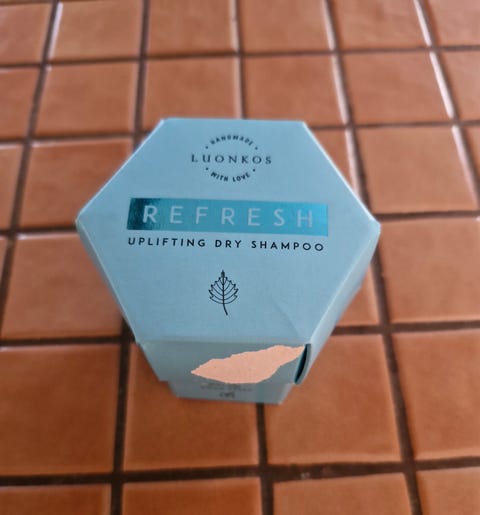 HANDMADE
LUONKOS
WITH LOVE
REFRESH
UPLIFTING DRY SHAMPOO